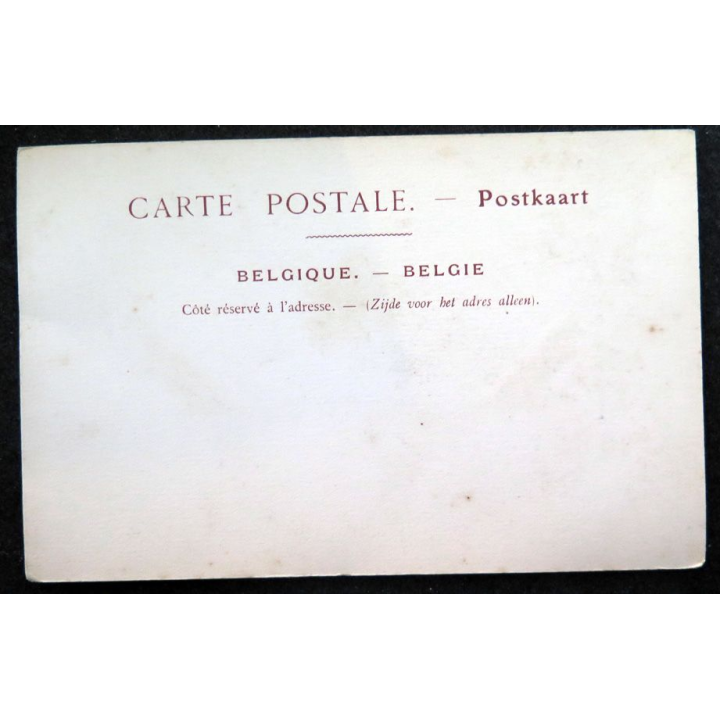 CARTE POSTALE. — Postkaart
BELGIQUE. — BELGIE
Côté réservé à l'adresse. — (Zijde voor het adres alleen).